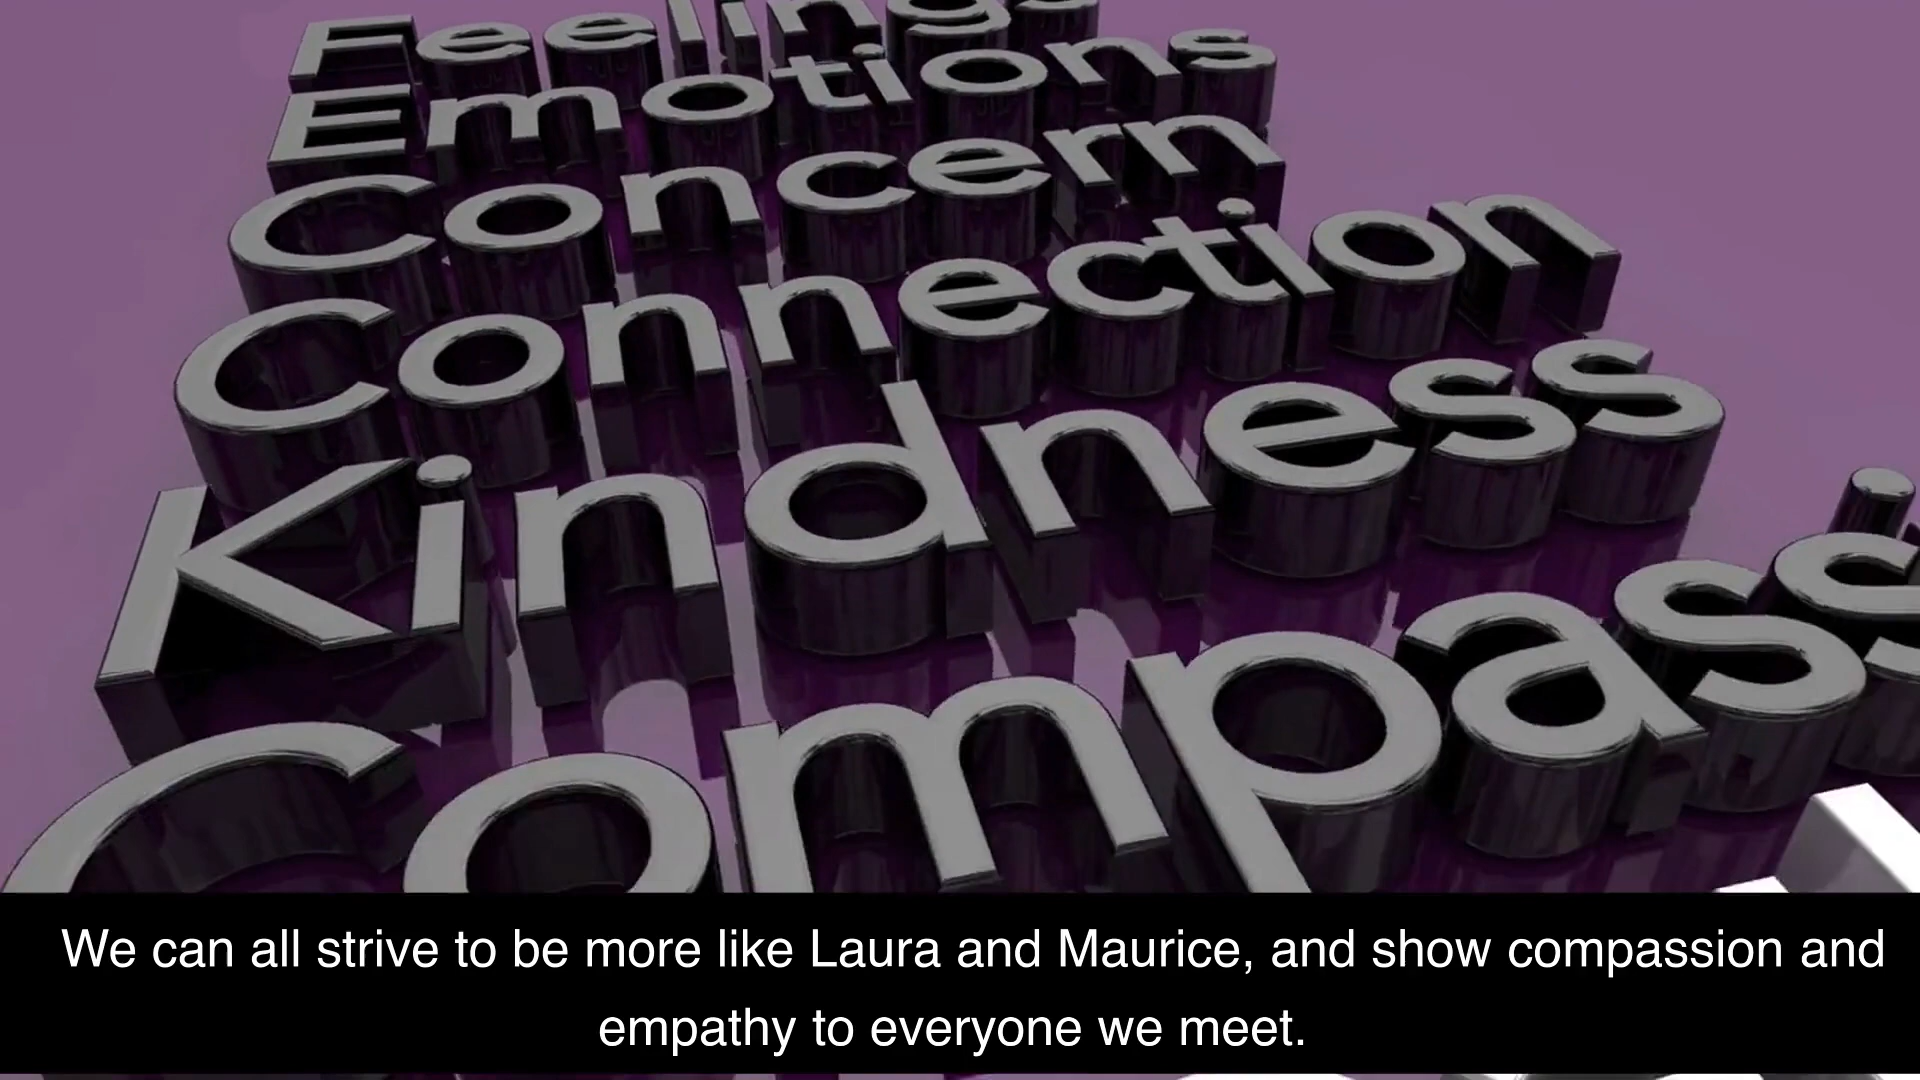 Feelings
Emotions
Concern
Connection
Kindness
Compassi
We can all strive to be more like Laura and Maurice, and show compassion and
empathy to everyone we meet.